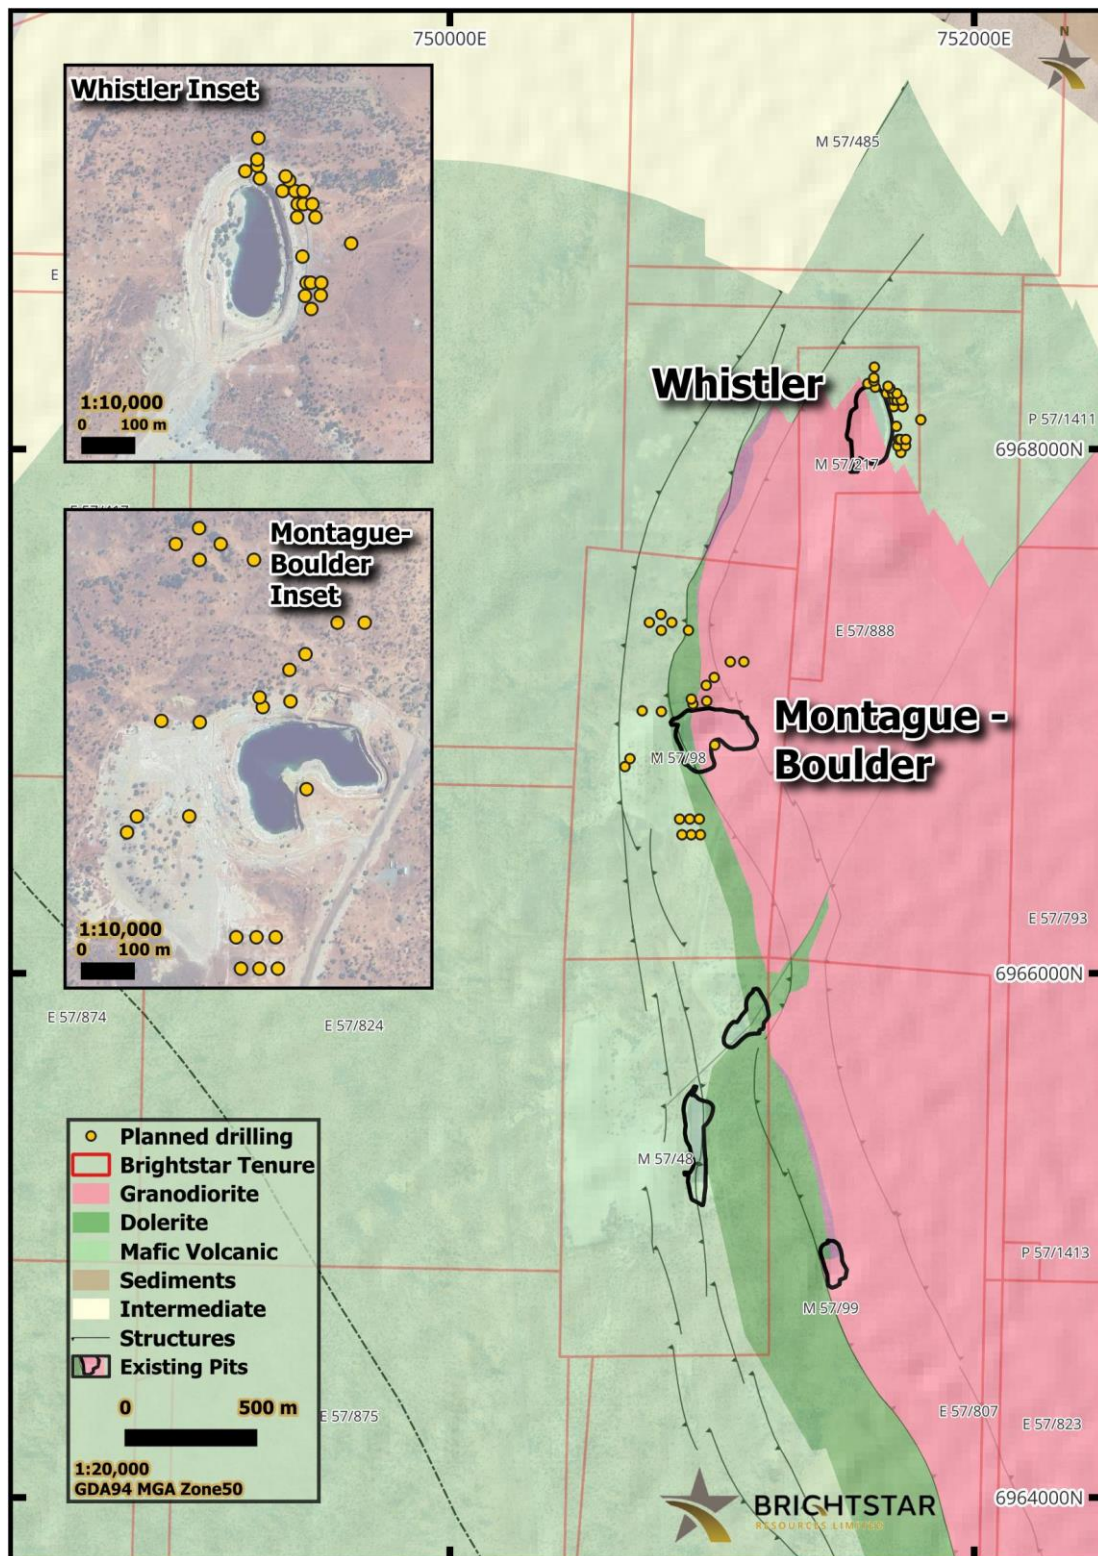 750000E
752000E
N
Whistler Inset
M 57/485
E
1:10,000
0 100 m
Whistler
P 57/1411
6968000N
M 57/217
Montague-
Boulder
Inset
E 57/888
Montague -
Boulder
M 57/98
E 57/793
1:10,000
0 100 m
6966000N
E 57/874
E 57/824
Planned drilling
Brightstar Tenure
Granodiorite
Dolerite
Mafic Volcanic
Sediments
Intermediate
Structures
Existing Pits
0 500 m
1:20,000
GDA94 MGA Zone50
M 57/48
P 57/1413
M 57/99
E 57/875
E 57/807
E 57/823
6964000N
BRIGHTSTAR
RESOURCES LIMITED